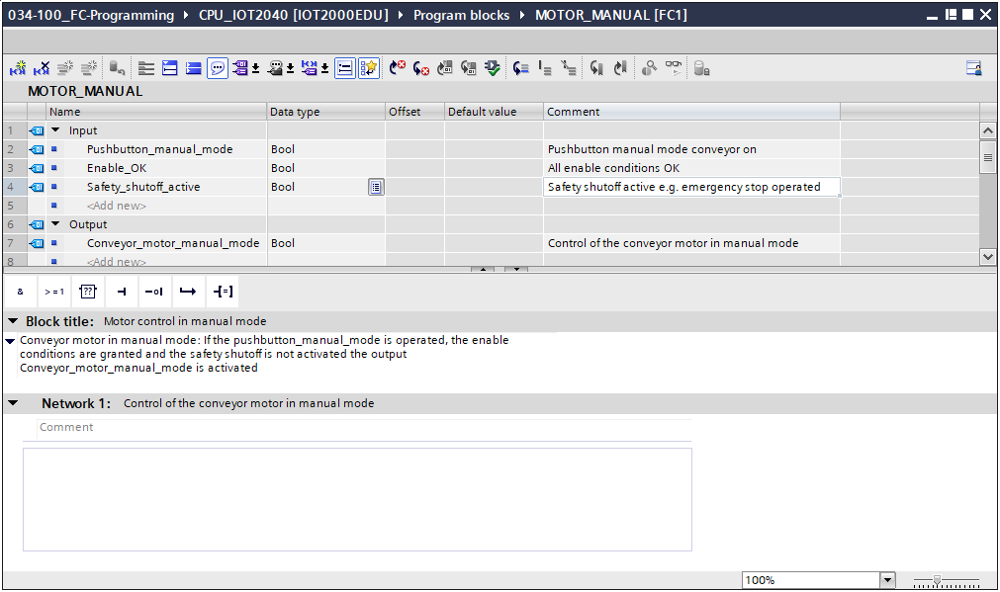 034-100_FC-Programming CPU_IOT2040 [IOT2000EDU] Program blocks MOTOR_MANUAL [FC1]
MOTOR_MANUAL
Name Data type Offset Default value Comment
1 Input
2 Pushbutton_manual_mode Bool Pushbutton manual mode conveyor on
3 Enable_OK Bool All enable conditions OK
4 Safety_shutoff_active Bool Safety shutoff active e.g. emergency stop operated
5 <Add new>
6 Output
7 Conveyor_motor_manual_mode Bool Control of the conveyor motor in manual mode
8 <Add new>
& >=1 ?? -| -o| [=]
Block title: Motor control in manual mode
Conveyor motor in manual mode: If the pushbutton_manual_mode is operated, the enable
conditions are granted and the safety shutoff is not activated the output
Conveyor_motor_manual_mode is activated
Network 1: Control of the conveyor motor in manual mode
Comment
100%